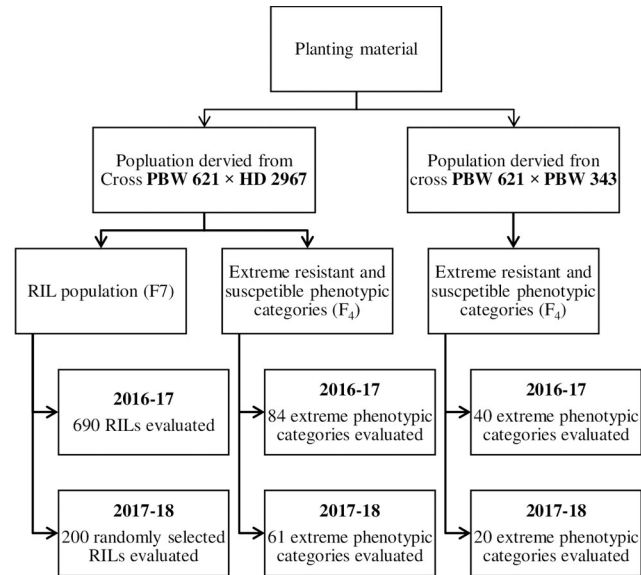 Planting material
Popluation dervied from
Cross PBW 621 × HD 2967
Population dervied fron
cross PBW 621 × PBW 343
RIL population (F7)
Extreme resistant and
suscpetible phenotypic
categories (F₄)
Extreme resistant and
suscpetible phenotypic
categories (F₄)
2016-17
690 RILs evaluated
2016-17
84 extreme phenotypic
categories evaluated
2016-17
40 extreme phenotypic
categories evaluated
2017-18
200 randomly selected
RILs evaluated
2017-18
61 extreme phenotypic
categories evaluated
2017-18
20 extreme phenotypic
categories evaluated